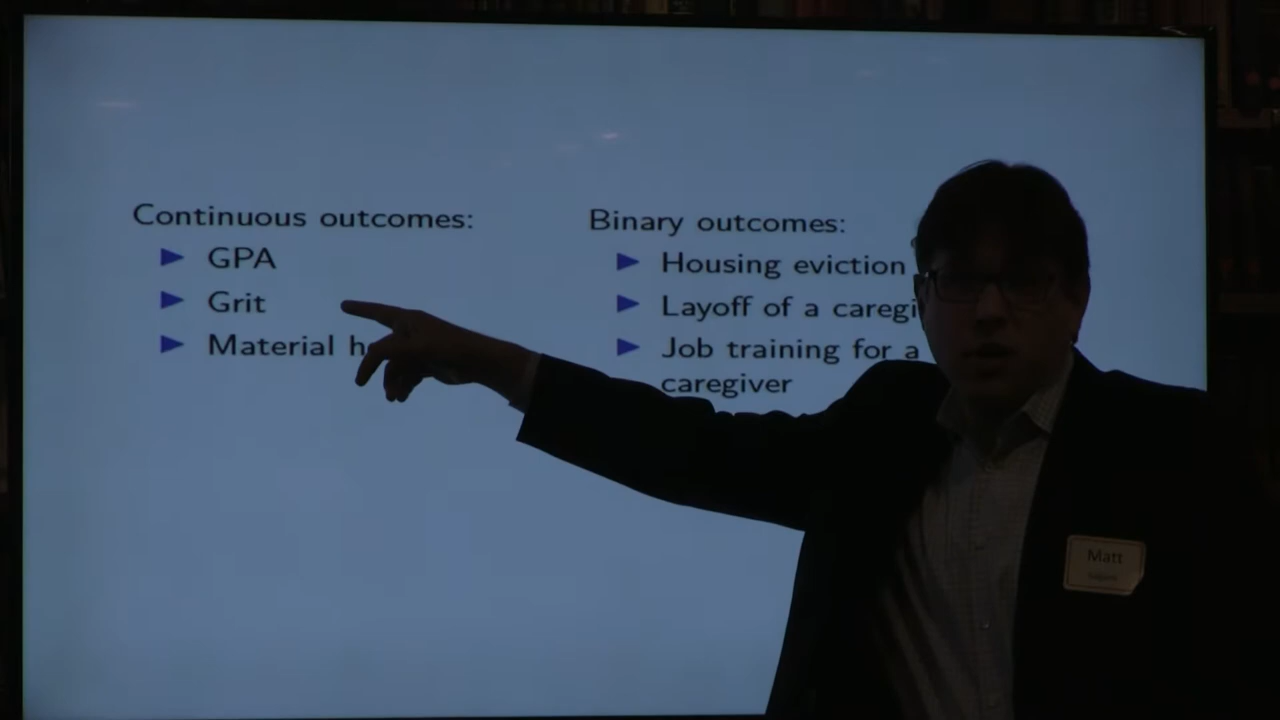 Continuous outcomes:
GPA
Grit
Material h
Binary outcomes:
Housing eviction
Layoff of a caregi
Job training for a
caregiver
Matt